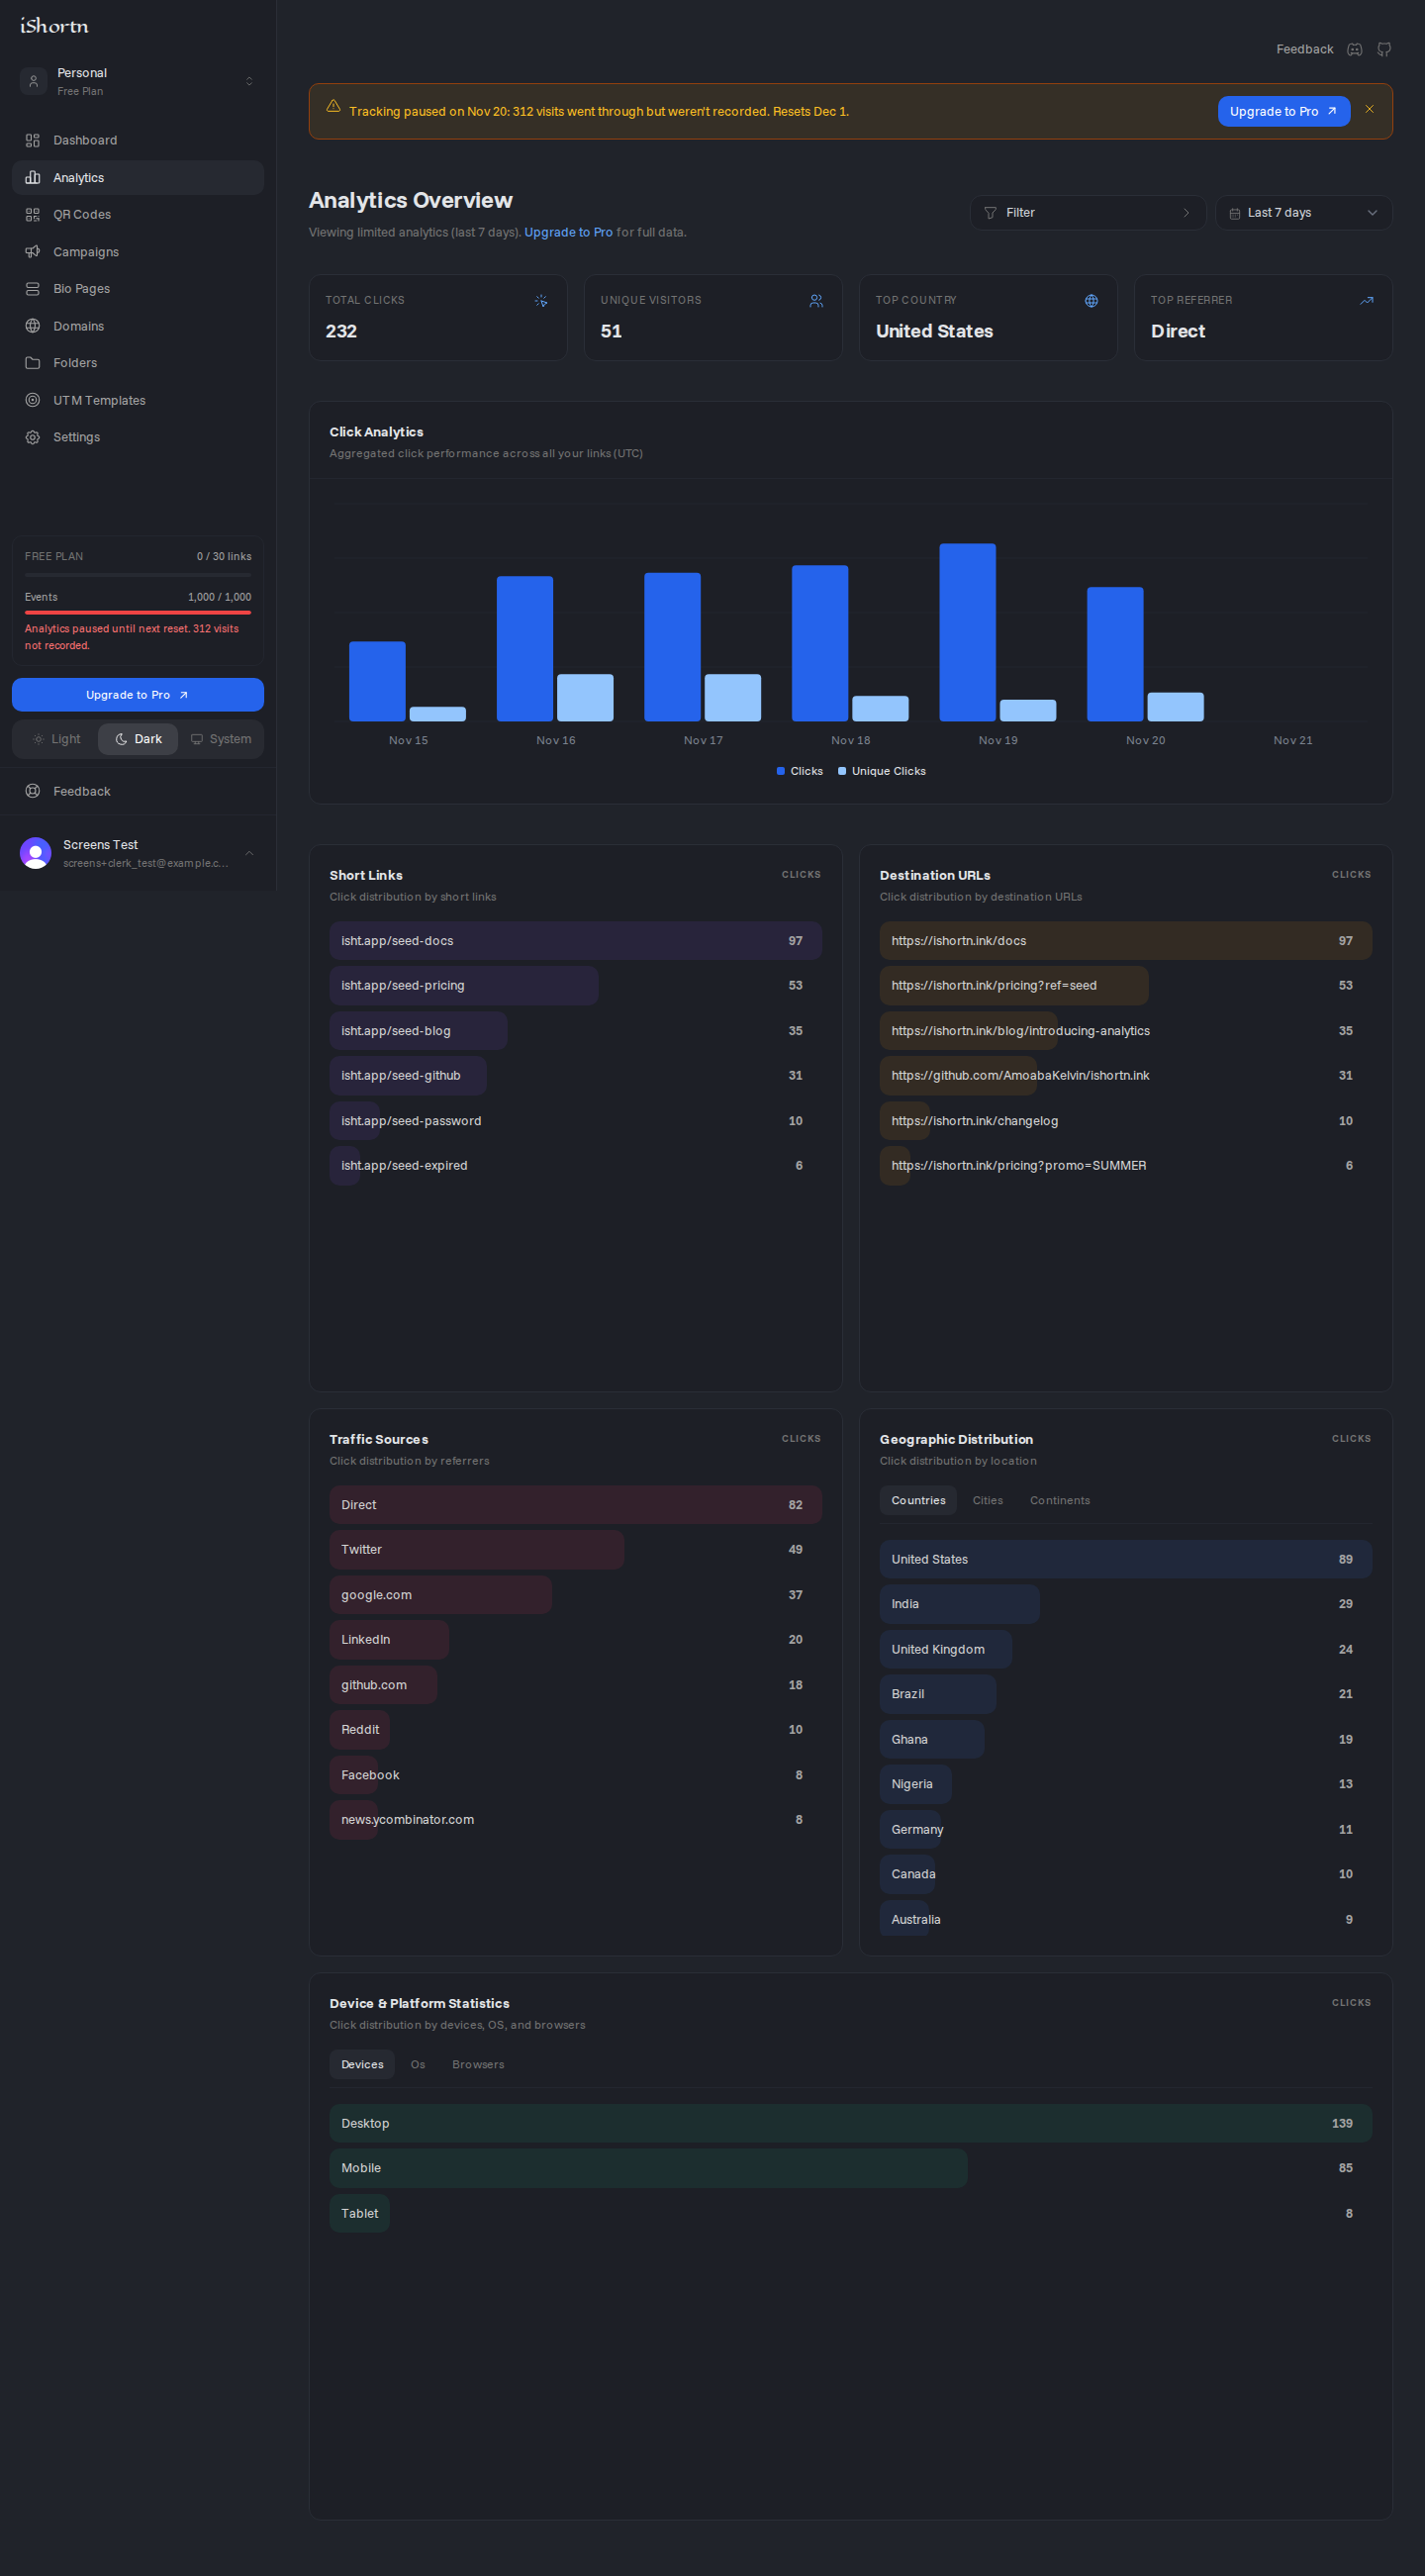 iShortn
Personal
Free Plan
Dashboard
Analytics
QR Codes
Campaigns
Bio Pages
Domains
Folders
UTM Templates
Settings
FREE PLAN 0 / 30 links
Events 1,000 / 1,000
Analytics paused until next reset. 312 visits
not recorded.
Upgrade to Pro
Light Dark System
Feedback
Screens Test
screens+clerk_test@example.c...
Feedback
Tracking paused on Nov 20: 312 visits went through but weren't recorded. Resets Dec 1.
Upgrade to Pro
Analytics Overview
Viewing limited analytics (last 7 days). Upgrade to Pro for full data.
Filter
Last 7 days
TOTAL CLICKS
232
UNIQUE VISITORS
51
TOP COUNTRY
United States
TOP REFERRER
Direct
Click Analytics
Aggregated click performance across all your links (UTC)
Nov 15 Nov 16 Nov 17 Nov 18 Nov 19 Nov 20 Nov 21
Clicks Unique Clicks
Short Links CLICKS
Click distribution by short links
isht.app/seed-docs 97
isht.app/seed-pricing 53
isht.app/seed-blog 35
isht.app/seed-github 31
isht.app/seed-password 10
isht.app/seed-expired 6
Destination URLs CLICKS
Click distribution by destination URLs
https://ishortn.ink/docs 97
https://ishortn.ink/pricing?ref=seed 53
https://ishortn.ink/blog/introducing-analytics 35
https://github.com/AmoabaKelvin/ishortn.ink 31
https://ishortn.ink/changelog 10
https://ishortn.ink/pricing?promo=SUMMER 6
Traffic Sources CLICKS
Click distribution by referrers
Direct 82
Twitter 49
google.com 37
LinkedIn 20
github.com 18
Reddit 10
Facebook 8
news.ycombinator.com 8
Geographic Distribution CLICKS
Click distribution by location
Countries Cities Continents
United States 89
India 29
United Kingdom 24
Brazil 21
Ghana 19
Nigeria 13
Germany 11
Canada 10
Australia 9
Device & Platform Statistics CLICKS
Click distribution by devices, OS, and browsers
Devices Os Browsers
Desktop 139
Mobile 85
Tablet 8